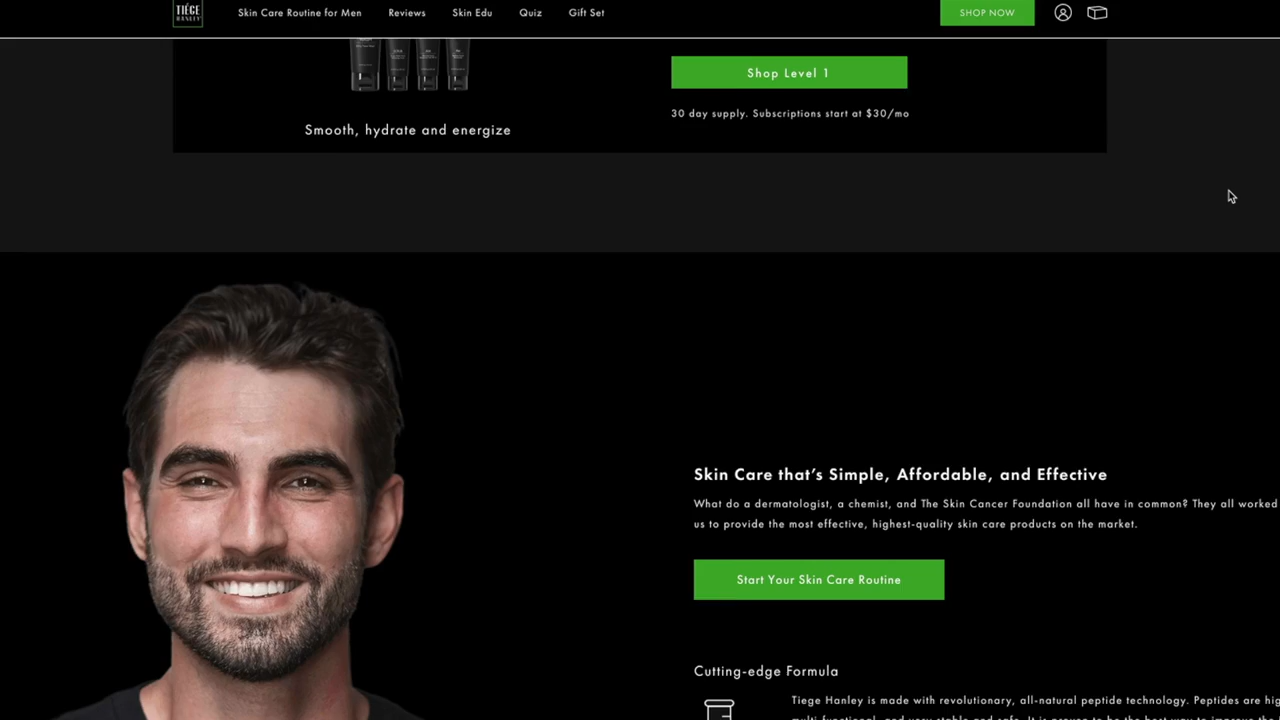 TIÉGE
HANLEY
Skin Care Routine for Men
Reviews
Skin Edu
Quiz
Gift Set
SHOP NOW
Shop Level 1
30 day supply. Subscriptions start at $30/mo
Smooth, hydrate and energize
Skin Care that’s Simple, Affordable, and Effective
What do a dermatologist, a chemist, and The Skin Cancer Foundation all have in common? They all worked
us to provide the most effective, highest-quality skin care products on the market.
Start Your Skin Care Routine
Cutting-edge Formula
Tiege Hanley is made with revolutionary, all-natural peptide technology. Peptides are hig